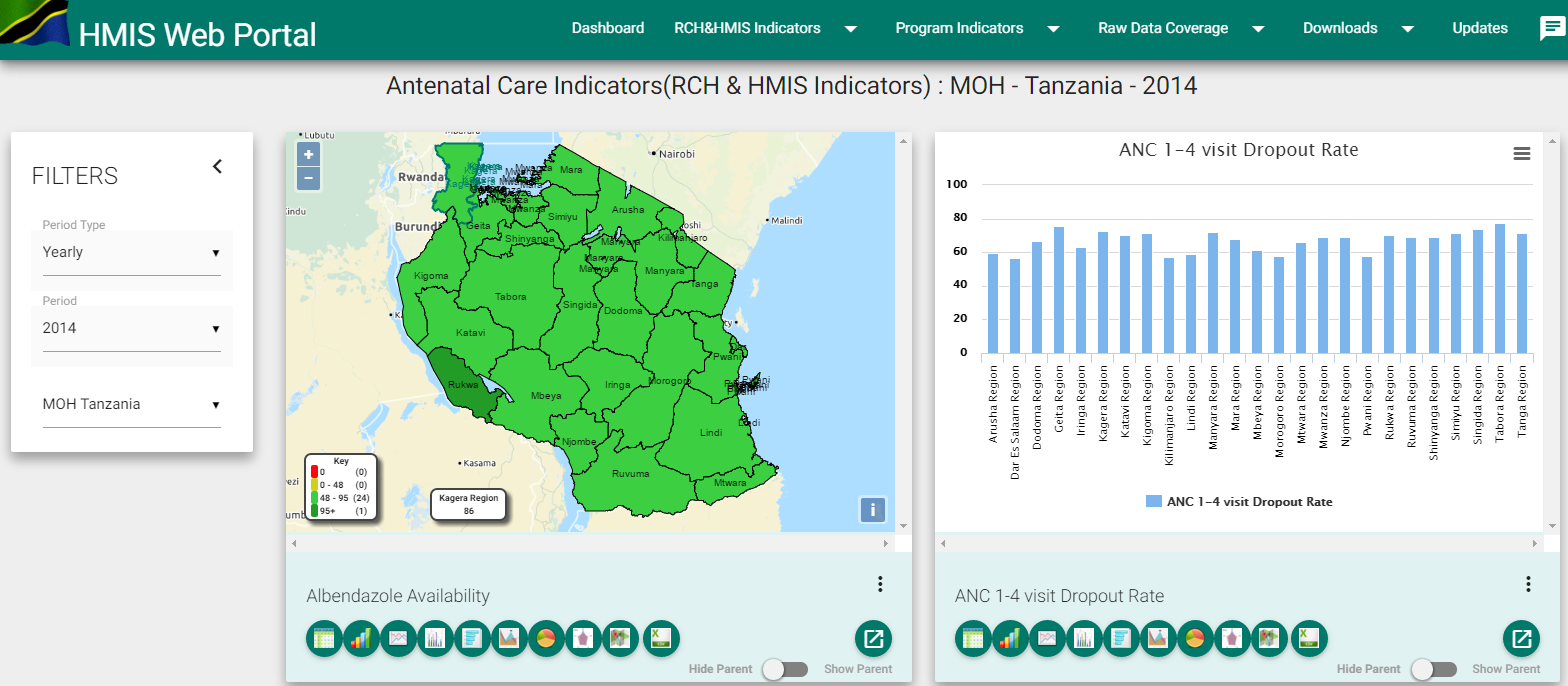 HMIS Web Portal
Dashboard
RCH&HMIS Indicators
Program Indicators
Raw Data Coverage
Downloads
Updates
Antenatal Care Indicators(RCH & HMIS Indicators) : MOH - Tanzania - 2014
FILTERS
Period Type
Yearly
Period
2014
MOH Tanzania
Lubutu
Nairobi
Rwanda
Malindi
Mara
Kagera
Mwanza
Simiyu
Arusha
Geita
Shinyanga
Manyara
Kilimanjaro
Manyara
Manyara
Manyara
Kigoma
Tabora
Singida
Tanga
Dodoma
Katavi
Pwani
Rukwa
Mbeya
Iringa
Morogoro
Lindi
Lindi
Njombe
Ruvuma
Mtwara
Kasama
Key
0 (0)
0 - 48 (0)
48 - 95 (24)
95+ (1)
Kagera Region
86
i
Albendazole Availability
Hide Parent
Show Parent
ANC 1-4 visit Dropout Rate
100
80
60
40
20
0
Arusha Region
Dar Es Salaam Region
Dodoma Region
Geita Region
Iringa Region
Kagera Region
Katavi Region
Kigoma Region
Kilimanjaro Region
Lindi Region
Manyara Region
Mara Region
Mbeya Region
Morogoro Region
Mtwara Region
Mwanza Region
Njombe Region
Pwani Region
Rukwa Region
Ruvuma Region
Shinyanga Region
Simiyu Region
Singida Region
Tabora Region
Tanga Region
ANC 1-4 visit Dropout Rate
ANC 1-4 visit Dropout Rate
Hide Parent
Show Parent